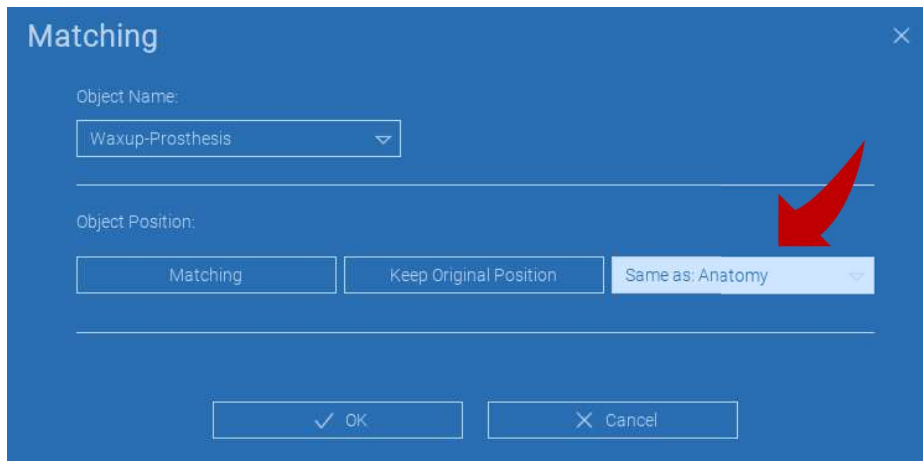 Matching
Object Name:
Waxup-Prosthesis
Object Position:
Matching
Keep Original Position
Same as: Anatomy
OK
Cancel